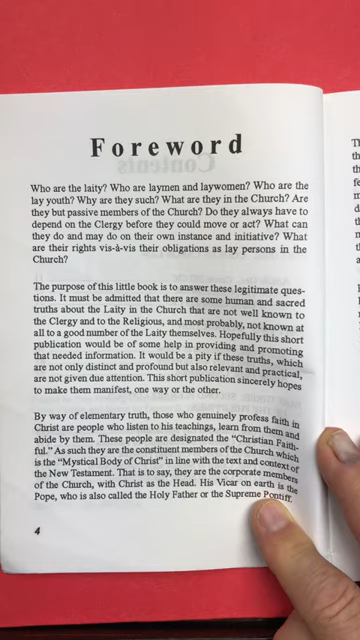 Foreword
Who are the laity? Who are laymen and laywomen? Who are the
lay youth? Why are they such? What are they in the Church? Are
they but passive members of the Church? Do they always have to
depend on the Clergy before they could move or act? What can
they do and may do on their own instance and initiative? What
are their rights vis-à-vis their obligations as lay persons in the
Church?
The purpose of this little book is to answer these legitimate ques-
tions. It must be admitted that there are some human and sacred
truths about the Laity in the Church that are not well known to
the Clergy and to the Religious, and most probably, not known at
all to a good number of the Laity themselves. Hopefully this short
publication would be of some help in providing and promoting
that needed information. It would be a pity if these truths, which
are not only distinct and profound but also relevant and practical,
are not given due attention. This short publication sincerely hopes
to make them manifest, one way or the other.
By way of elementary truth, those who genuinely profess faith in
Christ are people who listen to his teachings, learn from them and
abide by them. These people are designated the “Christian Faith-
ful.” As such they are the constituent members of the Church which
is the “Mystical Body of Christ” in line with the text and context of
the New Testament. That is to say, they are the corporate members
of the Church, with Christ as the Head. His Vicar on earth is the
Pope, who is also called the Holy Father or the Supreme Pontiff.
4